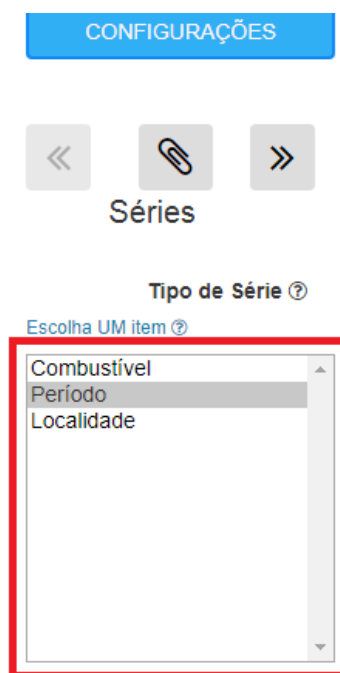 CONFIGURAÇÕES
Séries
Tipo de Série
Escolha UM item
Combustível
Período
Localidade